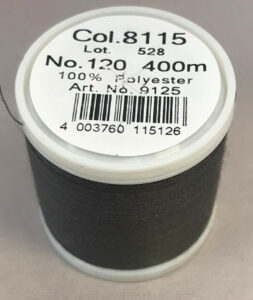 Col.8115
Lot. 528
No.120 400m
100% Polyester
Art. No. 9125
4 003760 115126